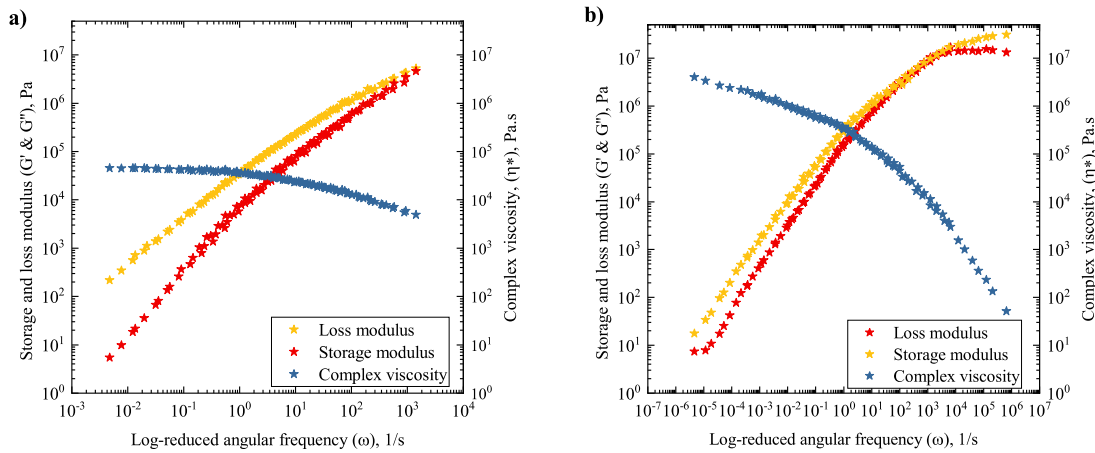 a)
Storage and loss modulus (G' & G"), Pa
10^7
10^6
10^5
10^4
10^3
10^2
10^1
10^0
10^7
10^6
10^5
10^4
10^3
10^2
10^1
10^0
Complex viscosity, (η*), Pa.s
Loss modulus
Storage modulus
Complex viscosity
10^-3 10^-2 10^-1 10^0 10^1 10^2 10^3 10^4
Log-reduced angular frequency (ω), 1/s
b)
Storage and loss modulus (G' & G"), Pa
10^7
10^6
10^5
10^4
10^3
10^2
10^1
10^0
10^7
10^6
10^5
10^4
10^3
10^2
10^1
10^0
Complex viscosity, (η*), Pa.s
Loss modulus
Storage modulus
Complex viscosity
10^-7 10^-6 10^-5 10^-4 10^-3 10^-2 10^-1 10^0 10^1 10^2 10^3 10^4 10^5 10^6 10^7
Log-reduced angular frequency (ω), 1/s